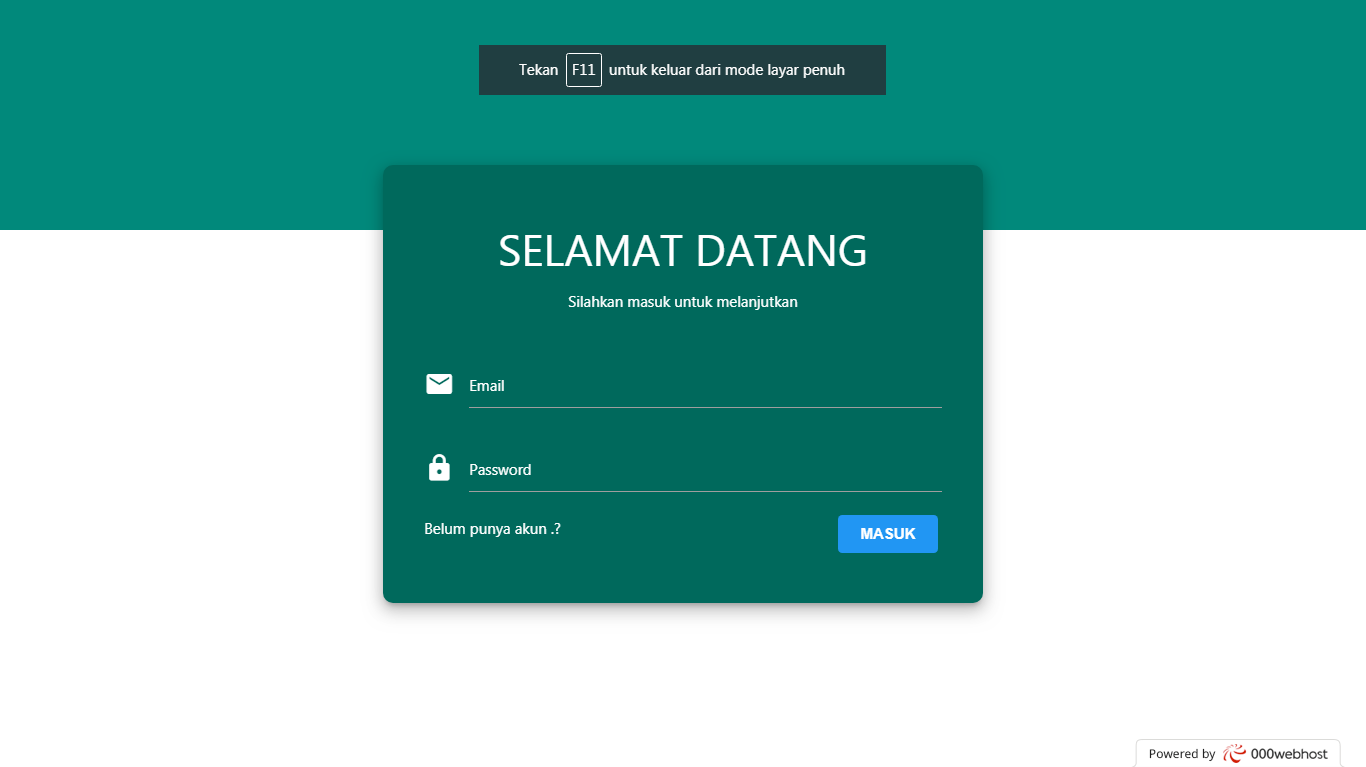 Tekan F11 untuk keluar dari mode layar penuh
SELAMAT DATANG
Silahkan masuk untuk melanjutkan
Email
Password
Belum punya akun .?
MASUK
Powered by 000webhost